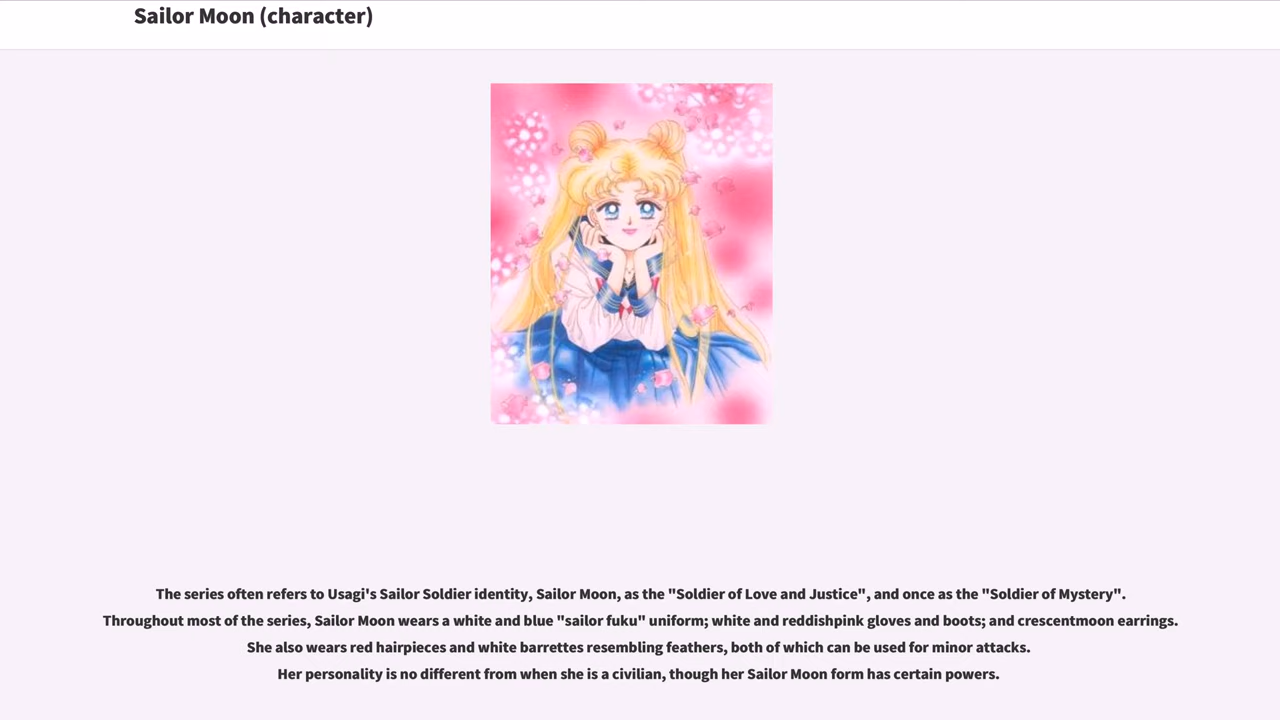 Sailor Moon (character)
The series often refers to Usagi's Sailor Soldier identity, Sailor Moon, as the "Soldier of Love and Justice", and once as the "Soldier of Mystery".
Throughout most of the series, Sailor Moon wears a white and blue "sailor fuku" uniform; white and reddishpink gloves and boots; and crescentmoon earrings.
She also wears red hairpieces and white barrettes resembling feathers, both of which can be used for minor attacks.
Her personality is no different from when she is a civilian, though her Sailor Moon form has certain powers.